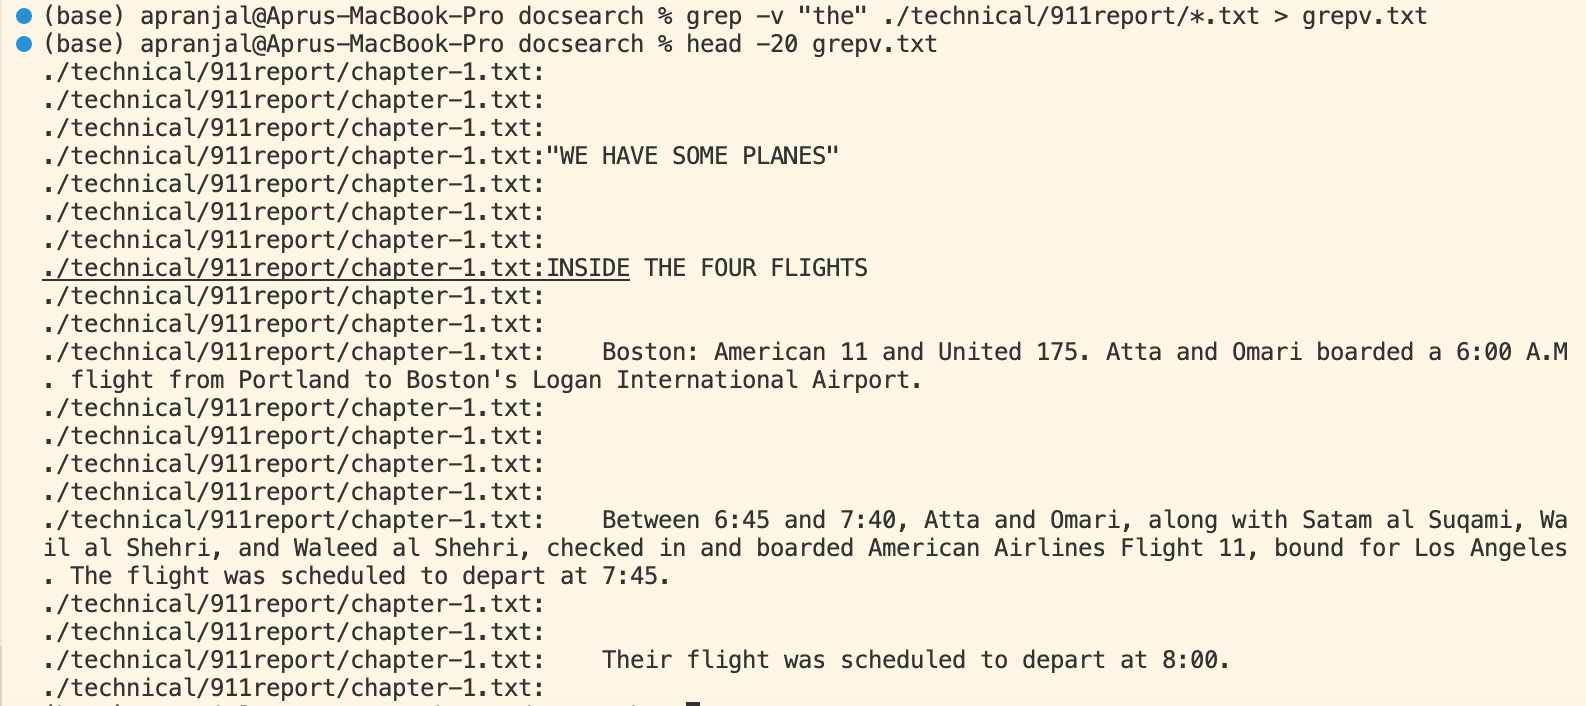 (base) apranjal@Aprus-MacBook-Pro docsearch % grep -v "the" ./technical/911report/*.txt > grepv.txt
(base) apranjal@Aprus-MacBook-Pro docsearch % head -20 grepv.txt
./technical/911report/chapter-1.txt:
./technical/911report/chapter-1.txt:
./technical/911report/chapter-1.txt:
./technical/911report/chapter-1.txt:"WE HAVE SOME PLANES"
./technical/911report/chapter-1.txt:
./technical/911report/chapter-1.txt:
./technical/911report/chapter-1.txt:
./technical/911report/chapter-1.txt:INSIDE THE FOUR FLIGHTS
./technical/911report/chapter-1.txt:
./technical/911report/chapter-1.txt:
./technical/911report/chapter-1.txt:    Boston: American 11 and United 175. Atta and Omari boarded a 6:00 A.M
. flight from Portland to Boston's Logan International Airport.
./technical/911report/chapter-1.txt:
./technical/911report/chapter-1.txt:
./technical/911report/chapter-1.txt:
./technical/911report/chapter-1.txt:
./technical/911report/chapter-1.txt:    Between 6:45 and 7:40, Atta and Omari, along with Satam al Suqami, Wa
il al Shehri, and Waleed al Shehri, checked in and boarded American Airlines Flight 11, bound for Los Angeles
. The flight was scheduled to depart at 7:45.
./technical/911report/chapter-1.txt:
./technical/911report/chapter-1.txt:
./technical/911report/chapter-1.txt:    Their flight was scheduled to depart at 8:00.
./technical/911report/chapter-1.txt: